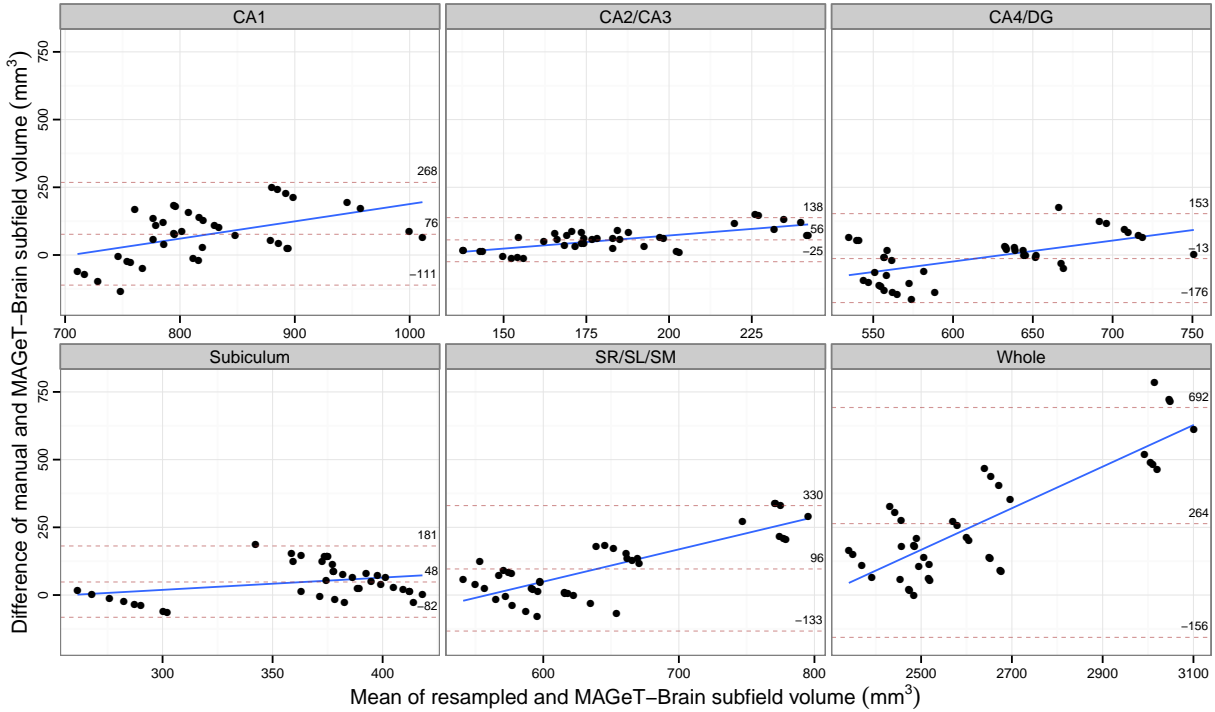 CA1
CA2/CA3
CA4/DG
750
500
250
0
268
76
−111
138
56
−25
153
−13
−176
700 800 900 1000
150 175 200 225
550 600 650 700 750
Subiculum
SR/SL/SM
Whole
750
500
250
0
181
48
−82
330
96
−133
692
264
−156
300 400
600 700 800
2500 2700 2900 3100
Difference of manual and MAGeT−Brain subfield volume (mm³)
Mean of resampled and MAGeT−Brain subfield volume (mm³)